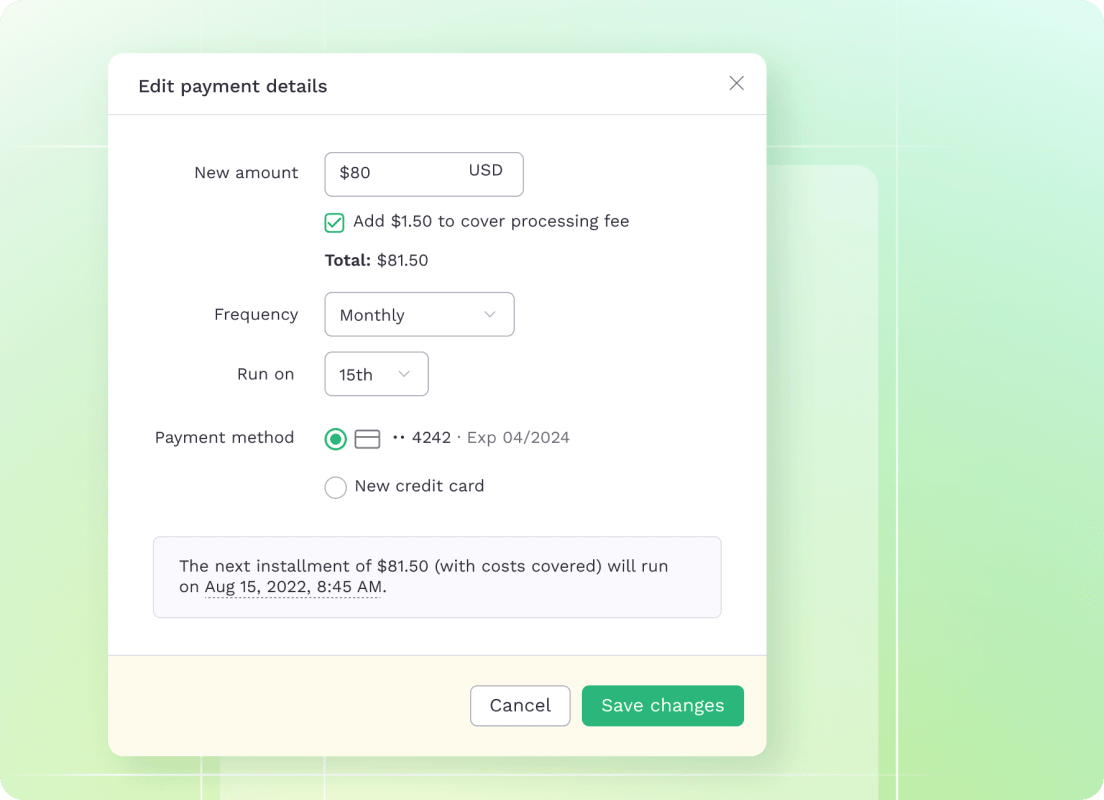 Edit payment details
New amount $80 USD
Add $1.50 to cover processing fee
Total: $81.50
Frequency Monthly
Run on 15th
Payment method •• 4242 · Exp 04/2024
New credit card
The next installment of $81.50 (with costs covered) will run
on Aug 15, 2022, 8:45 AM.
Cancel Save changes